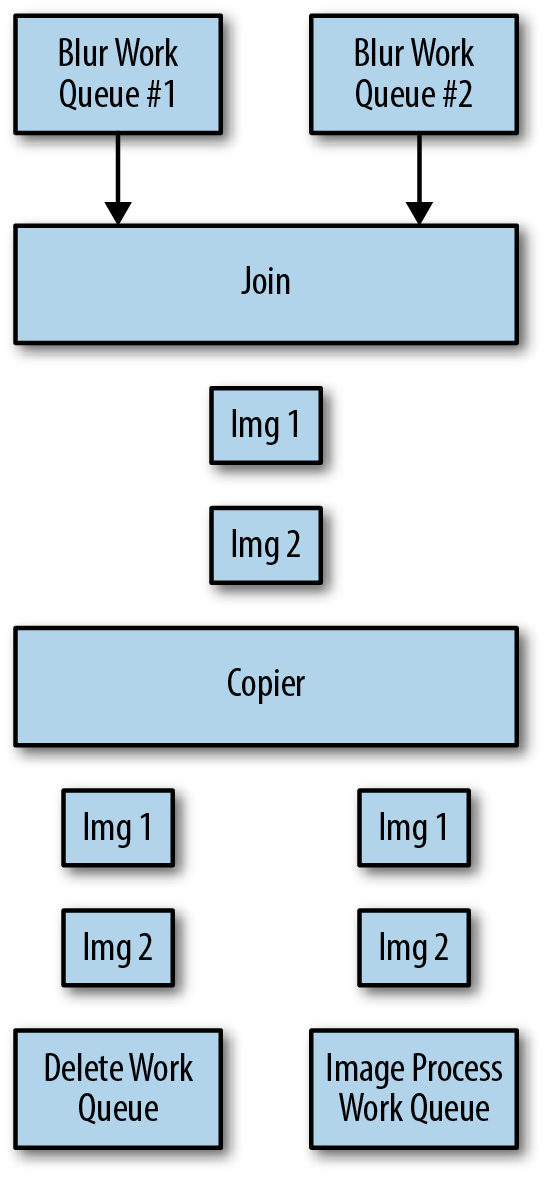 Blur Work
Queue #1
Blur Work
Queue #2
Join
Img 1
Img 2
Copier
Img 1
Img 1
Img 2
Img 2
Delete Work
Queue
Image Process
Work Queue